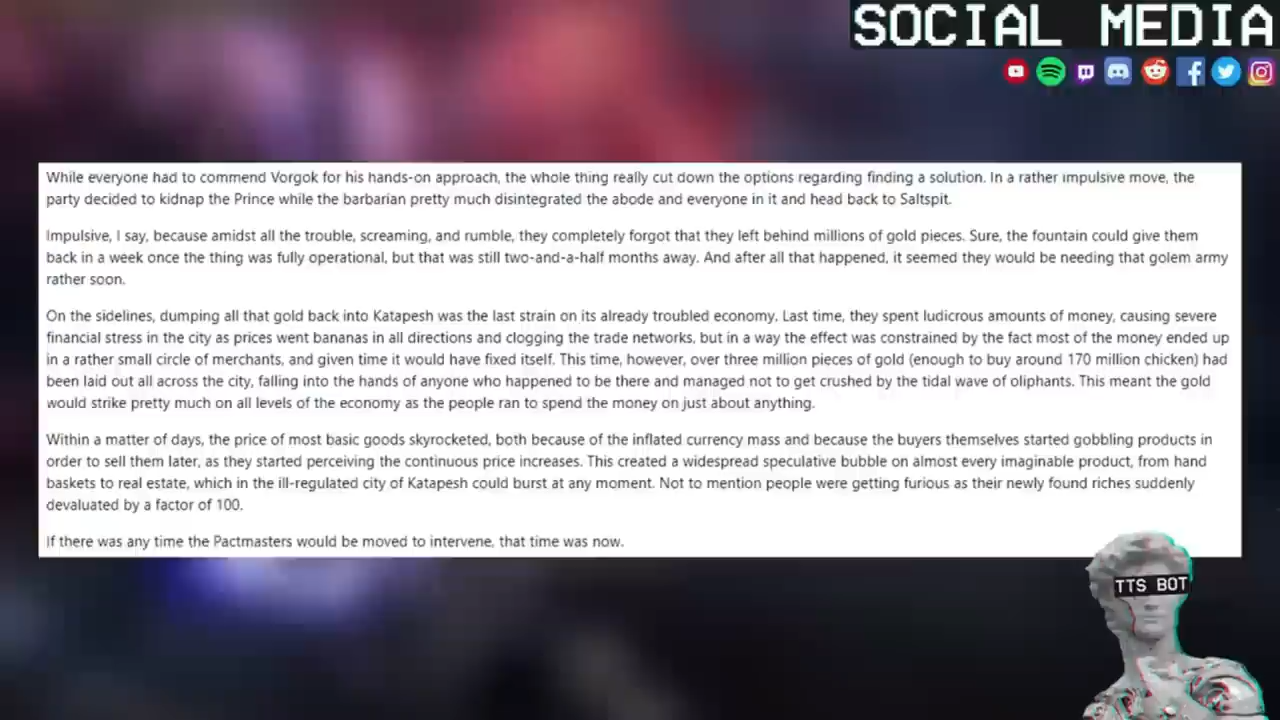 SOCIAL MEDIA
While everyone had to commend Vorgok for his hands-on approach, the whole thing really cut down the options regarding finding a solution. In a rather impulsive move, the
party decided to kidnap the Prince while the barbarian pretty much disintegrated the abode and everyone in it and head back to Saltspit.
Impulsive, I say, because amidst all the trouble, screaming, and rumble, they completely forgot that they left behind millions of gold pieces. Sure, the fountain could give them
back in a week once the thing was fully operational, but that was still two-and-a-half months away. And after all that happened, it seemed they would be needing that golem army
rather soon.
On the sidelines, dumping all that gold back into Katapesh was the last strain on its already troubled economy. Last time, they spent ludicrous amounts of money, causing severe
financial stress in the city as prices went bananas in all directions and clogging the trade networks, but in a way the effect was constrained by the fact most of the money ended up
in a rather small circle of merchants, and given time it would have fixed itself. This time, however, over three million pieces of gold (enough to buy around 170 million chicken) had
been laid out all across the city, falling into the hands of anyone who happened to be there and managed not to get crushed by the tidal wave of oliphants. This meant the gold
would strike pretty much on all levels of the economy as the people ran to spend the money on just about anything.
Within a matter of days, the price of most basic goods skyrocketed, both because of the inflated currency mass and because the buyers themselves started gobbling products in
order to sell them later, as they started perceiving the continuous price increases. This created a widespread speculative bubble on almost every imaginable product, from hand
baskets to real estate, which in the ill-regulated city of Katapesh could burst at any moment. Not to mention people were getting furious as their newly found riches suddenly
devaluated by a factor of 100.
If there was any time the Pactmasters would be moved to intervene, that time was now.
TTS BOT